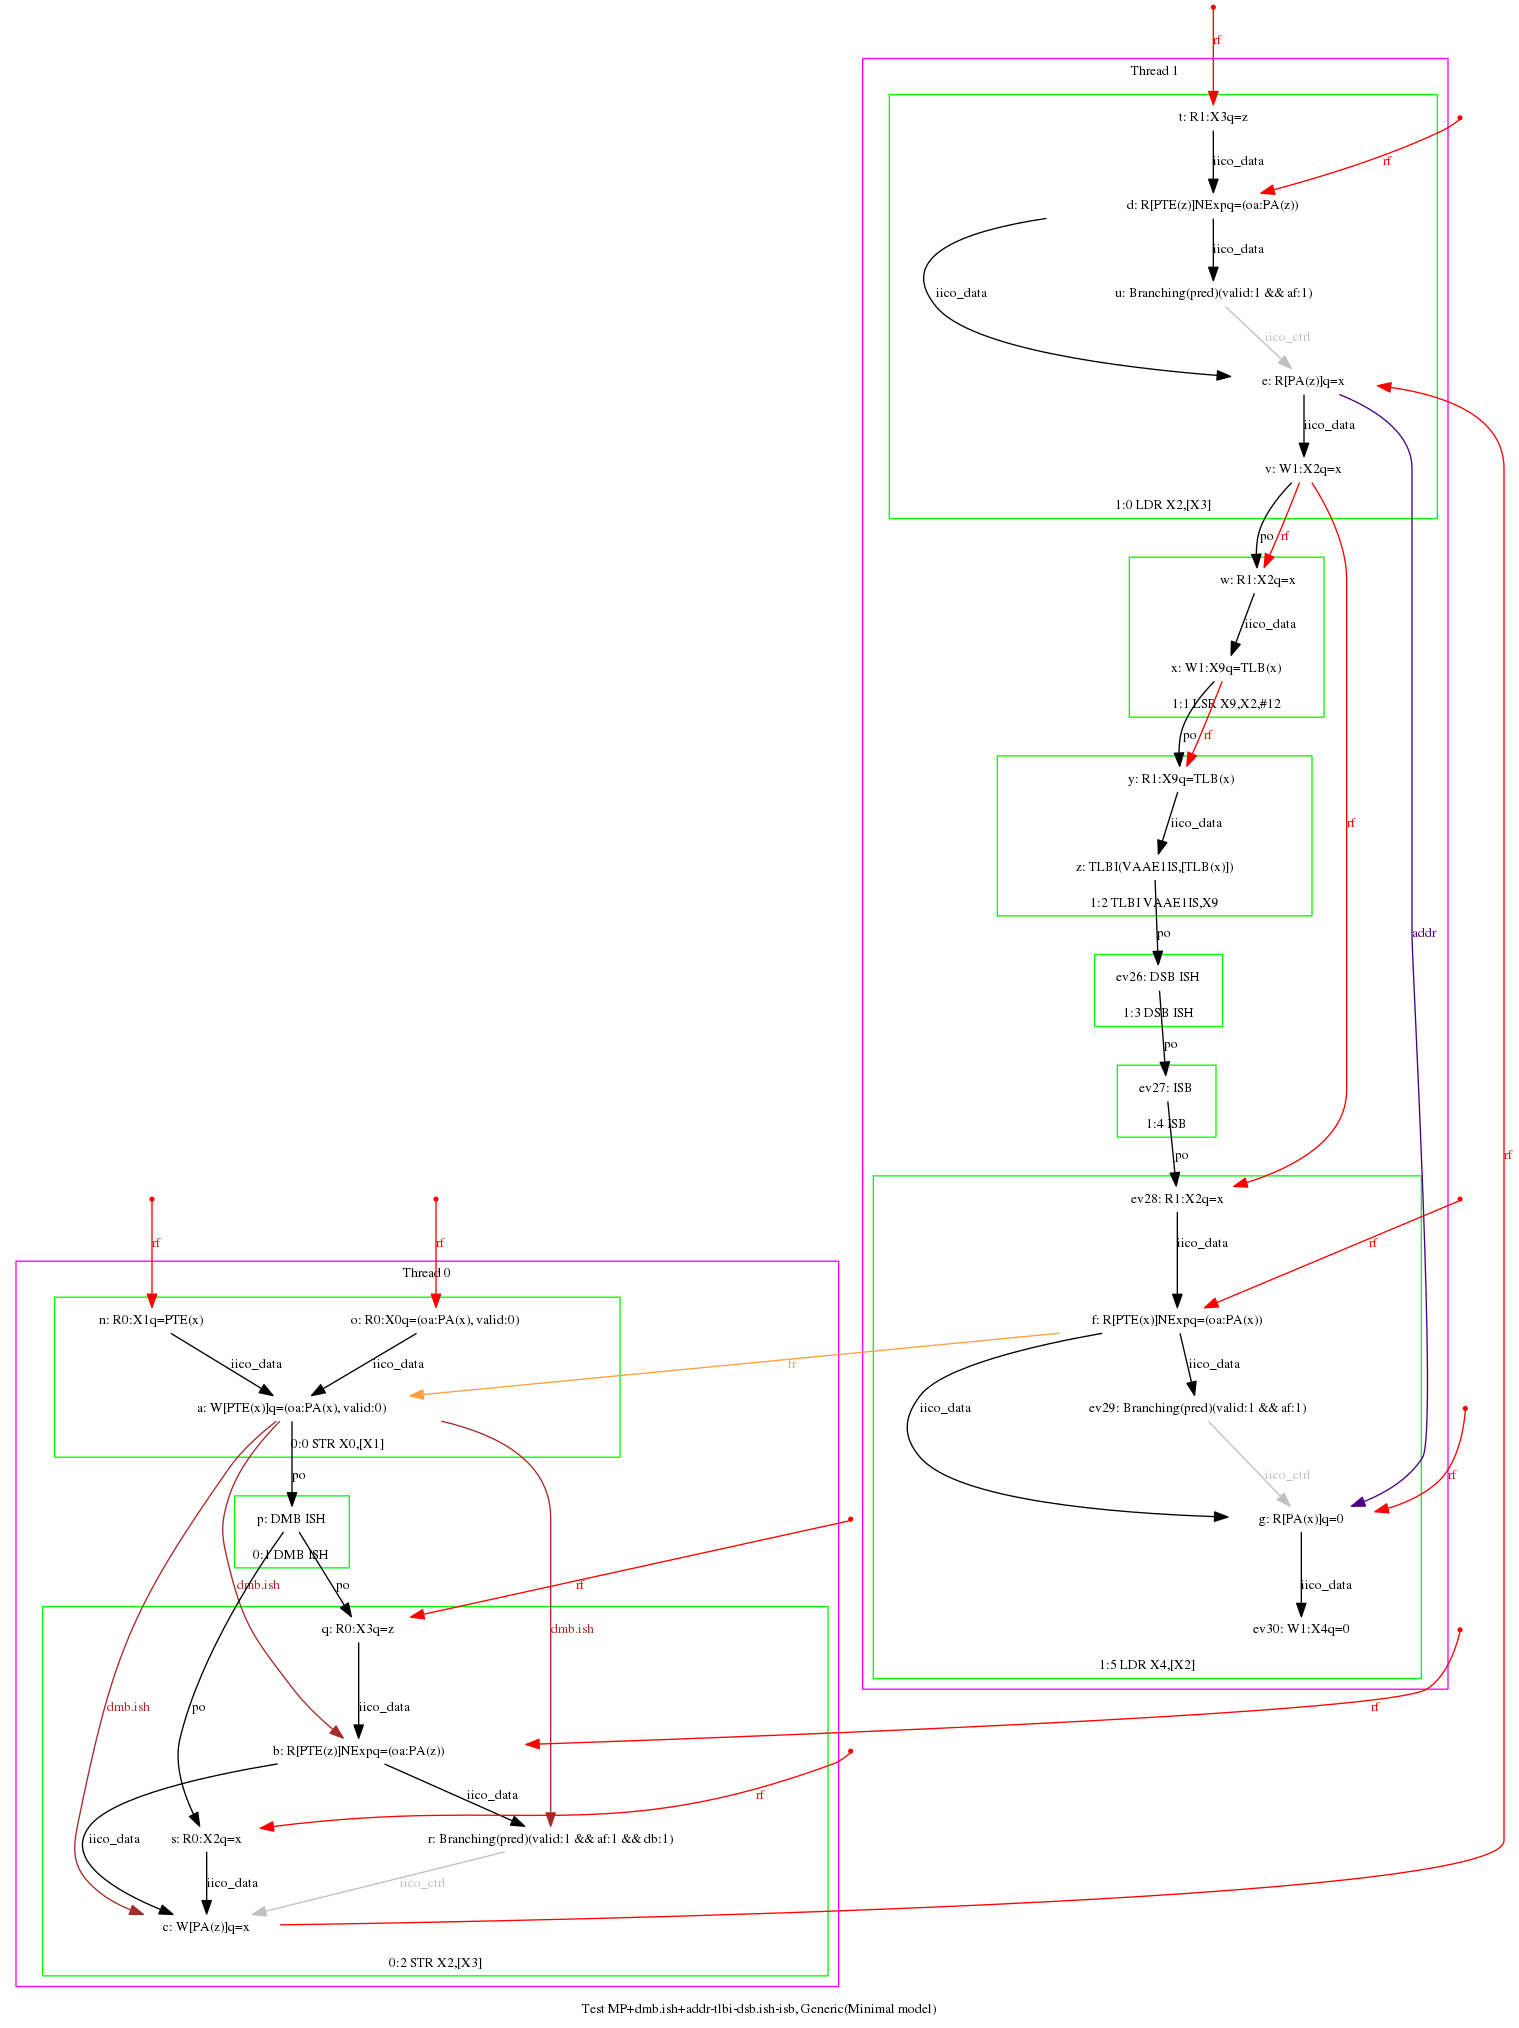 rf
Thread 1
t: R1:X3q=z
iico_data
rf
d: R[PTE(z)]NExpq=(oa:PA(z))
iico_data
iico_data
u: Branching(pred)(valid:1 && af:1)
iico_ctrl
e: R[PA(z)]q=x
iico_data
v: W1:X2q=x
1:0 LDR X2,[X3]
po
rf
w: R1:X2q=x
iico_data
x: W1:X9q=TLB(x)
1:1 LSR X9,X2,#12
po
rf
y: R1:X9q=TLB(x)
iico_data
rf
z: TLBI(VAAE1IS,[TLB(x)])
1:2 TLBI VAAE1IS,X9
po
addr
ev26: DSB ISH
1:3 DSB ISH
po
ev27: ISB
1:4 ISB
po
rf
ev28: R1:X2q=x
rf
rf
iico_data
rf
Thread 0
n: R0:X1q=PTE(x)
o: R0:X0q=(oa:PA(x), valid:0)
f: R[PTE(x)]NExpq=(oa:PA(x))
iico_data
iico_data
fr
iico_data
a: W[PTE(x)]q=(oa:PA(x), valid:0)
iico_data
ev29: Branching(pred)(valid:1 && af:1)
0:0 STR X0,[X1]
po
iico_ctrl
rf
p: DMB ISH
g: R[PA(x)]q=0
0:1 DMB ISH
dmb.ish
po
rf
iico_data
q: R0:X3q=z
dmb.ish
ev30: W1:X4q=0
1:5 LDR X4,[X2]
dmb.ish
po
iico_data
rf
b: R[PTE(z)]NExpq=(oa:PA(z))
iico_data
rf
iico_data
s: R0:X2q=x
r: Branching(pred)(valid:1 && af:1 && db:1)
iico_data
iico_ctrl
c: W[PA(z)]q=x
0:2 STR X2,[X3]
Test MP+dmb.ish+addr-tlbi-dsb.ish-isb, Generic(Minimal model)